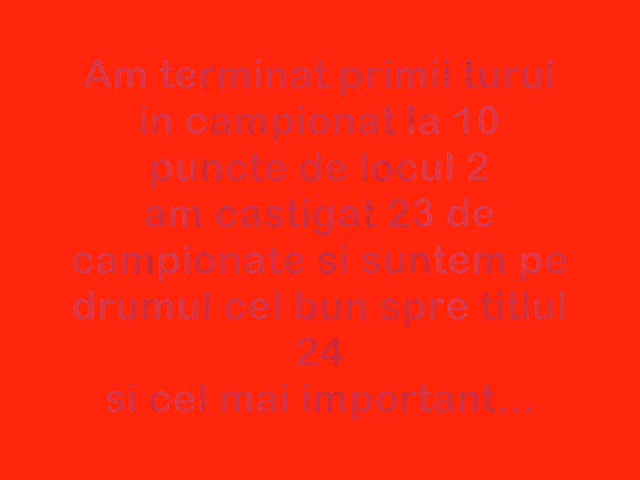 Am terminat primii turul
in campionat la 10
puncte de locul 2
am castigat 23 de
campionate si suntem pe
drumul cel bun spre titlul
24
si cel mai important...